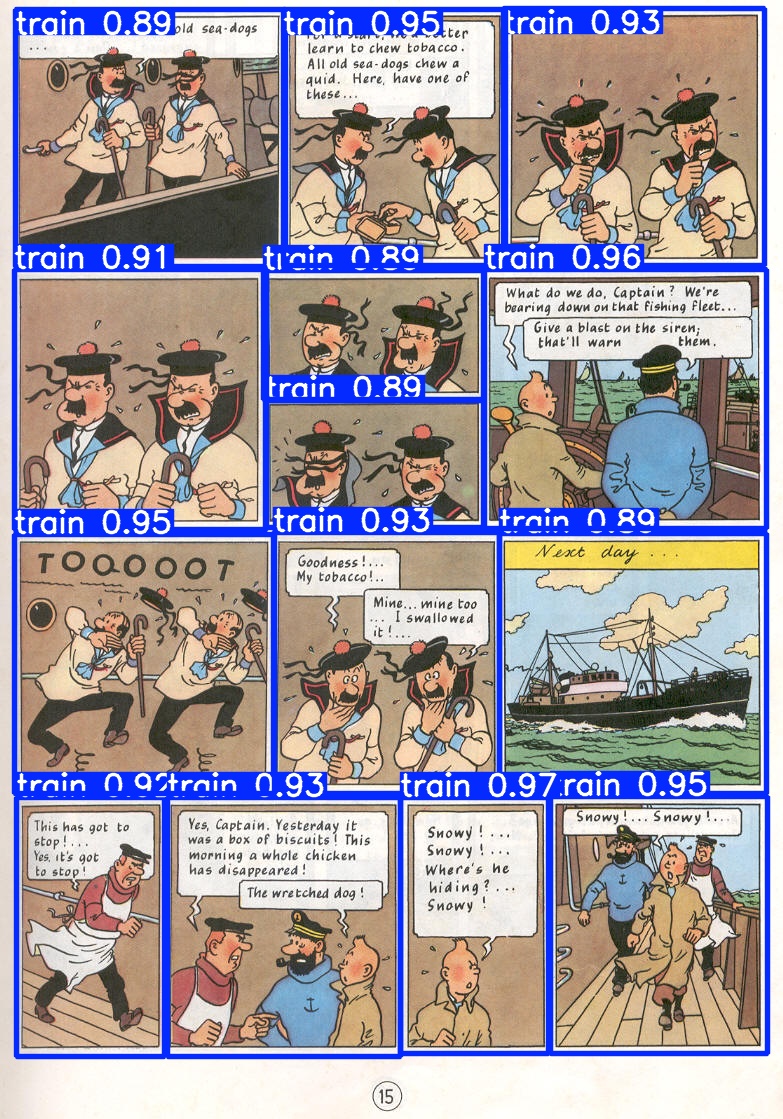 train 0.89
old sea-dogs
...
train 0.95
learn to chew tobacco.
All old sea-dogs chew a
quid. Here, have one of
these...
train 0.93
train 0.91
train 0.89
train 0.89
train 0.96
What do we do, Captain? We're
bearing down on that fishing fleet...
Give a blast on the siren;
that'll warn them.
train 0.95
TOOOOOT
train 0.93
Goodness!...
My tobacco!..
Mine... mine too
... I swallowed
it!...
train 0.89
Next day ...
train 0.92
This has got to
stop!...
Yes, it's got
to stop!
train 0.93
Yes, Captain. Yesterday it
was a box of biscuits! This
morning a whole chicken
has disappeared!
The wretched dog!
train 0.97
Snowy!...
Snowy!...
Where's he
hiding?...
Snowy!
train 0.95
Snowy!... Snowy!...
15